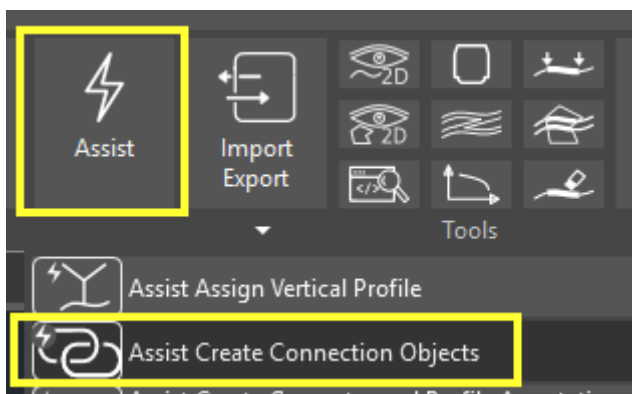 2D
Assist
Import
Export
2D
</>
Tools
Assist Assign Vertical Profile
Assist Create Connection Objects